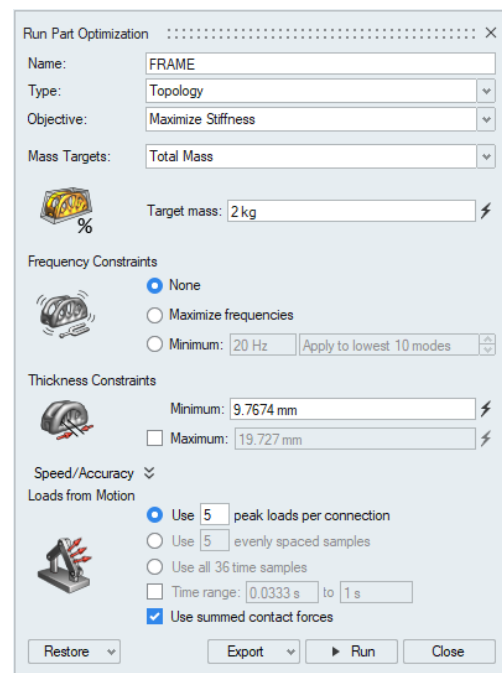 Run Part Optimization
Name: FRAME
Type: Topology
Objective: Maximize Stiffness
Mass Targets: Total Mass
% Target mass: 2 kg
Frequency Constraints
None
Maximize frequencies
Minimum: 20 Hz Apply to lowest 10 modes
Thickness Constraints
Minimum: 9.7674 mm
Maximum: 19.727 mm
Speed/Accuracy
Loads from Motion
Use 5 peak loads per connection
Use 5 evenly spaced samples
Use all 36 time samples
Time range: 0.0333 s to 1 s
Use summed contact forces
Restore Export Run Close